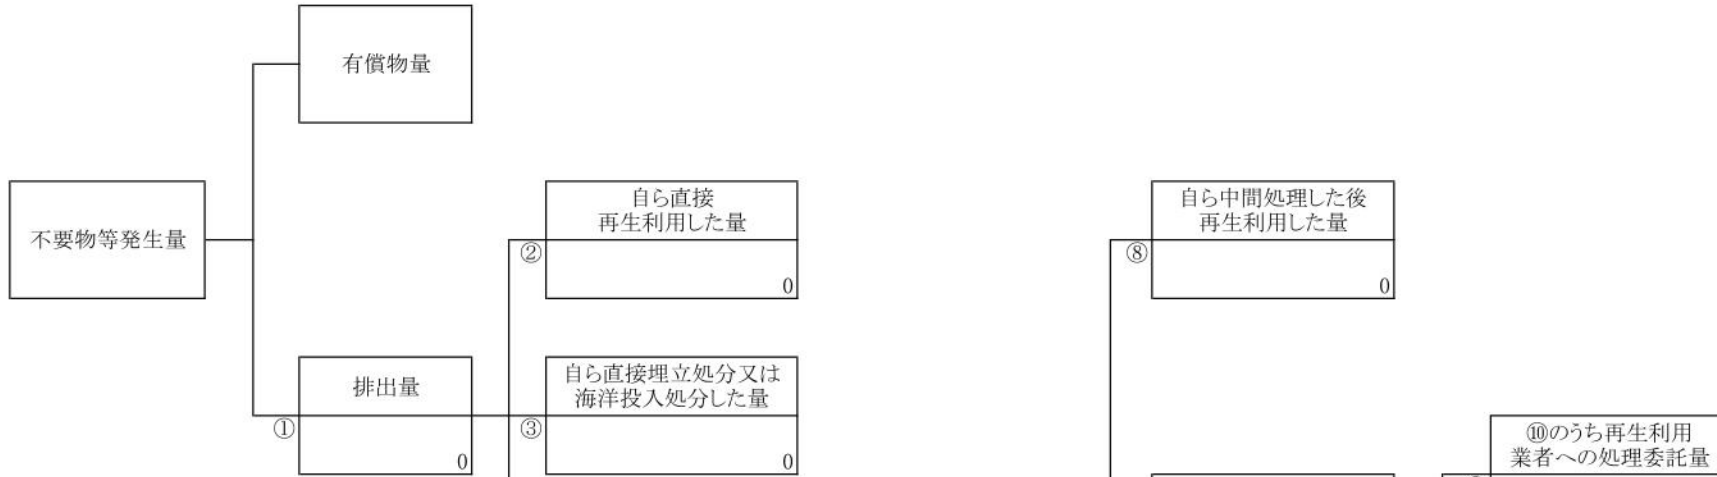 有償物量
不要物等発生量
自ら直接
再生利用した量
②
0
自ら中間処理した後
再生利用した量
⑧
0
排出量
①
0
自ら直接埋立処分又は
海洋投入処分した量
③
0
⑩のうち再生利用
業者への処理委託量